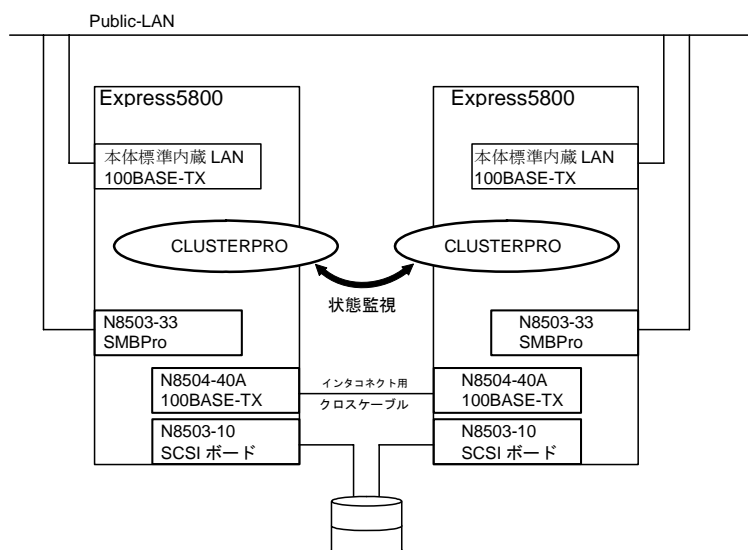 Public-LAN
Express5800
本体標準内蔵 LAN
100BASE-TX
CLUSTERPRO
N8503-33
SMBPro
N8504-40A
100BASE-TX
N8503-10
SCSI ボード
状態監視
インタコネクト用
クロスケーブル
Express5800
本体標準内蔵 LAN
100BASE-TX
CLUSTERPRO
N8503-33
SMBPro
N8504-40A
100BASE-TX
N8503-10
SCSI ボード